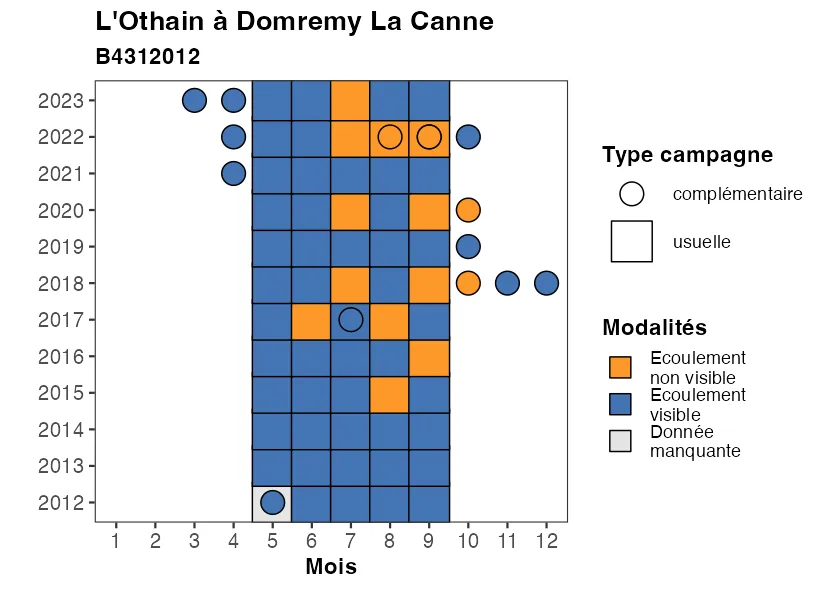 L'Othain à Domremy La Canne
B4312012
2023
2022
2021
2020
2019
2018
2017
2016
2015
2014
2013
2012
1 2 3 4 5 6 7 8 9 10 11 12
Mois
Type campagne
complémentaire
usuelle
Modalités
Ecoulement
non visible
Ecoulement
visible
Donnée
manquante